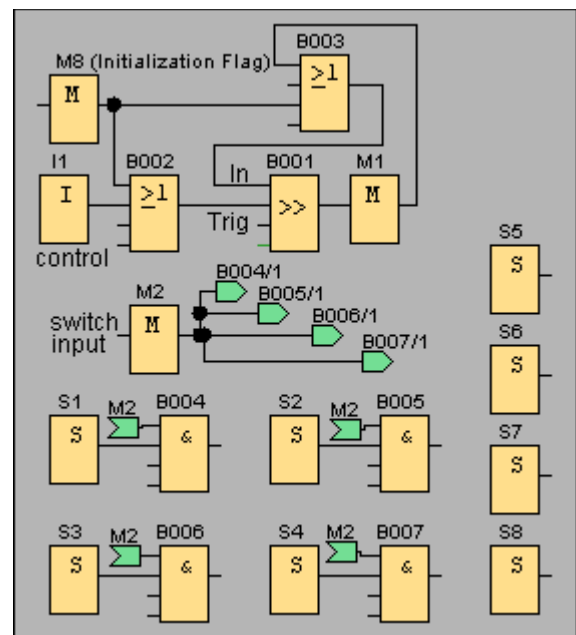 B003
M8 (Initialization Flag)
M
≥1
I1
B002
B001
M1
In
I
≥1
>>
M
Trig
control
S5
S
B004/1
M2
B005/1
B006/1
switch
input
M
B007/1
S6
S
S1
M2
B004
S2
M2
B005
S
&
S
&
S7
S
S3
M2
B006
S4
M2
B007
S8
S
&
S
&
S